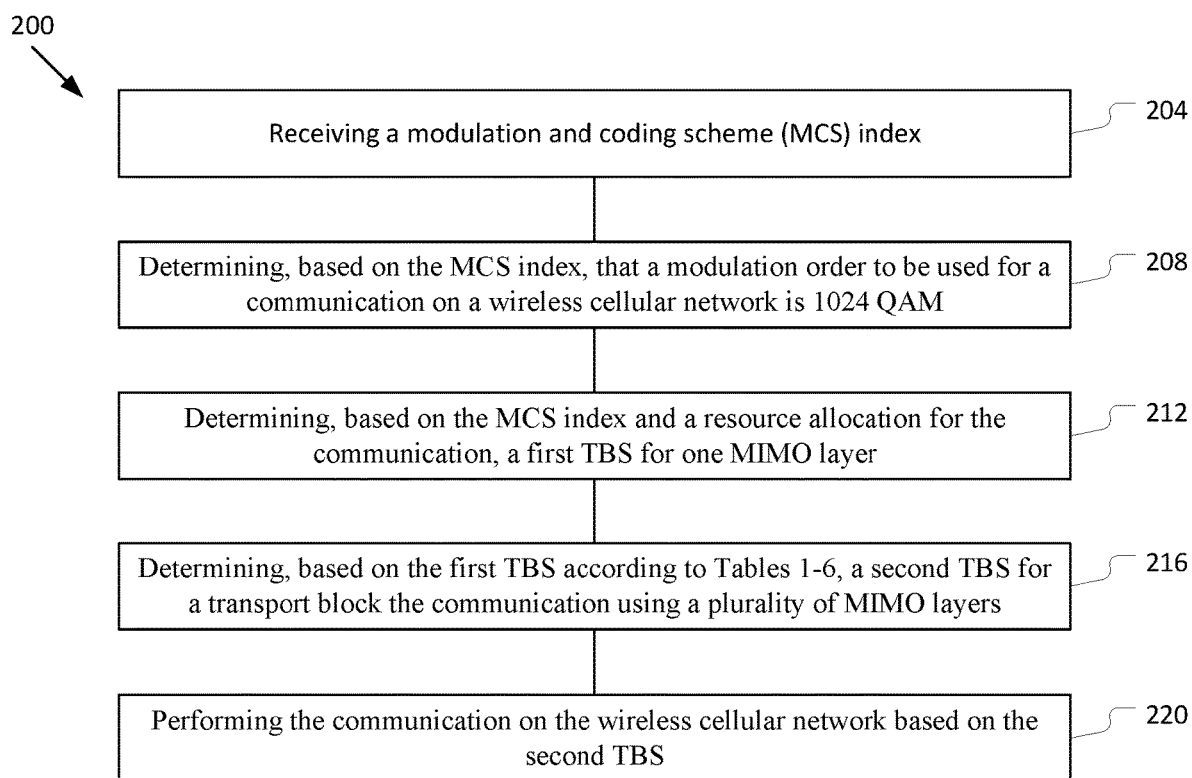 200
Receiving a modulation and coding scheme (MCS) index
204
Determining, based on the MCS index, that a modulation order to be used for a
communication on a wireless cellular network is 1024 QAM
208
Determining, based on the MCS index and a resource allocation for the
communication, a first TBS for one MIMO layer
212
Determining, based on the first TBS according to Tables 1-6, a second TBS for
a transport block the communication using a plurality of MIMO layers
216
Performing the communication on the wireless cellular network based on the
second TBS
220